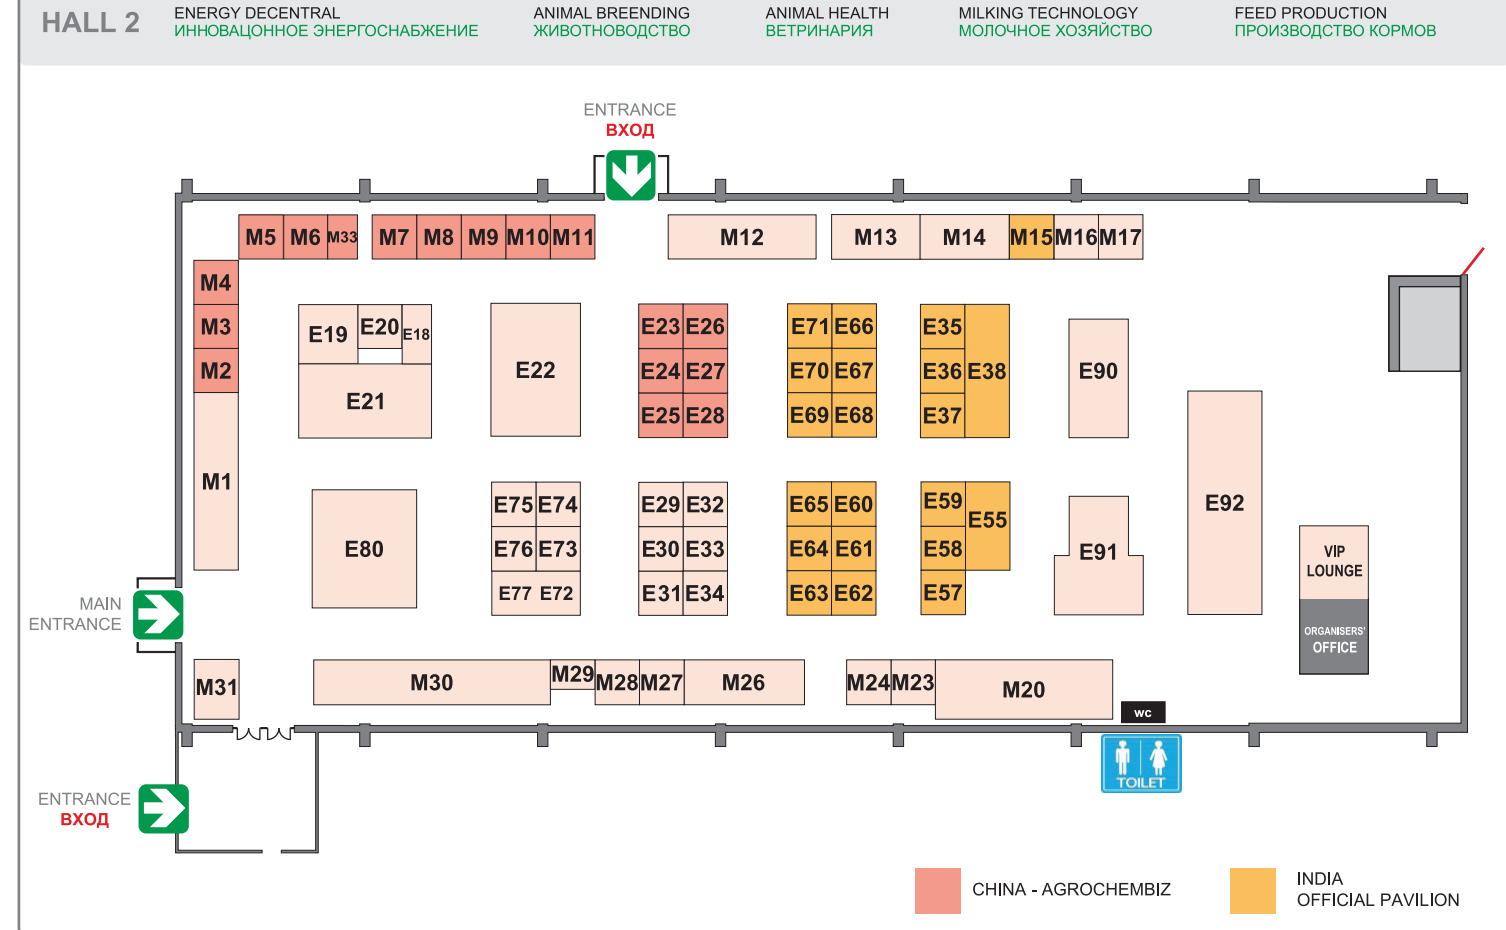 HALL 2
ENERGY DECENTRAL
ИННОВАЦОННОЕ ЭНЕРГОСНАБЖЕНИЕ
ANIMAL BREENDING
ЖИВОТНОВОДСТВО
ANIMAL HEALTH
ВЕТРИНАРИЯ
MILKING TECHNOLOGY
МОЛОЧНОЕ ХОЗЯЙСТВО
FEED PRODUCTION
ПРОИЗВОДСТВО КОРМОВ
ENTRANCE
ВХОД
M5 M6 M33 M7 M8 M9 M10 M11 M12 M13 M14 M15 M16 M17
M4
M3
M2
M1
E19 E20 E18
E21
E22
E23 E26
E24 E27
E25 E28
E71 E66
E70 E67
E69 E68
E35
E36 E38
E37
E90
E80
E75 E74
E76 E73
E77 E72
E29 E32
E30 E33
E31 E34
E65 E60
E64 E61
E63 E62
E59
E55
E58
E57
E91
E92
VIP
LOUNGE
ORGANISERS'
OFFICE
MAIN
ENTRANCE
M31 M30 M29 M28 M27 M26 M24 M23 M20
WC
TOILET
ENTRANCE
ВХОД
CHINA - AGROCHEMBIZ
INDIA
OFFICIAL PAVILION